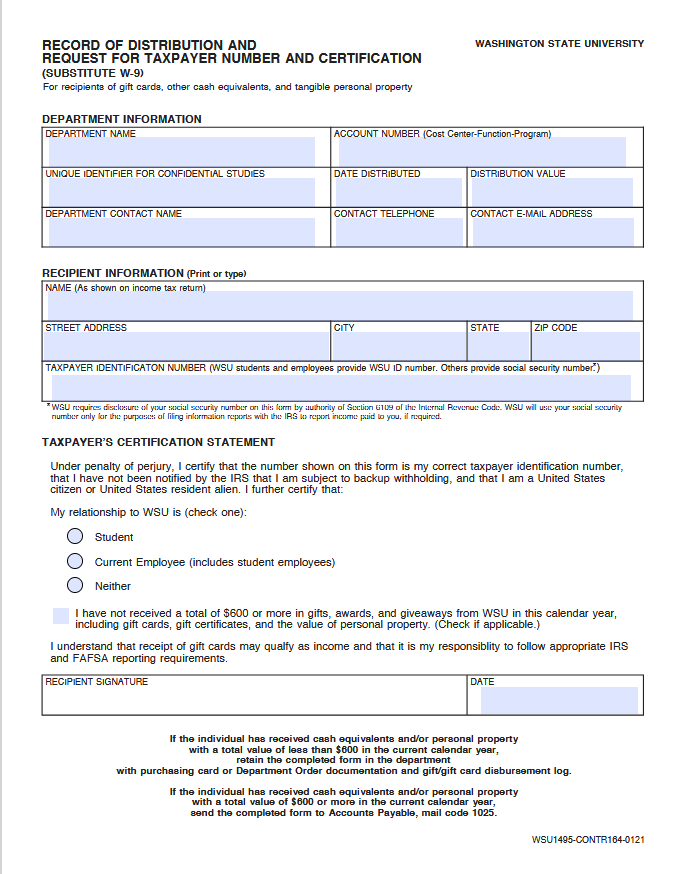 RECORD OF DISTRIBUTION AND
WASHINGTON STATE UNIVERSITY
REQUEST FOR TAXPAYER NUMBER AND CERTIFICATION
(SUBSTITUTE W-9)
For recipients of gift cards, other cash equivalents, and tangible personal property
DEPARTMENT INFORMATION
DEPARTMENT NAME
ACCOUNT NUMBER (Cost Center-Function-Program)
UNIQUE IDENTIFIER FOR CONFIDENTIAL STUDIES
DATE DISTRIBUTED
DISTRIBUTION VALUE
DEPARTMENT CONTACT NAME
CONTACT TELEPHONE
CONTACT E-MAIL ADDRESS
RECIPIENT INFORMATION (Print or type)
NAME (As shown on income tax return)
STREET ADDRESS
CITY
STATE
ZIP CODE
TAXPAYER IDENTIFICATON NUMBER (WSU students and employees provide WSU ID number. Others provide social security number.*)
* WSU requires disclosure of your social security number on this form by authority of Section 6109 of the Internal Revenue Code. WSU will use your social security
number only for the purposes of filing information reports with the IRS to report income paid to you, if required.
TAXPAYER'S CERTIFICATION STATEMENT
Under penalty of perjury, I certify that the number shown on this form is my correct taxpayer identification number,
that I have not been notified by the IRS that I am subject to backup withholding, and that I am a United States
citizen or United States resident alien. I further certify that:
My relationship to WSU is (check one):
Student
Current Employee (includes student employees)
Neither
I have not received a total of $600 or more in gifts, awards, and giveaways from WSU in this calendar year,
including gift cards, gift certificates, and the value of personal property. (Check if applicable.)
I understand that receipt of gift cards may qualfy as income and that it is my responsiblity to follow appropriate IRS
and FAFSA reporting requirements.
RECIPIENT SIGNATURE
DATE
If the individual has received cash equivalents and/or personal property
with a total value of less than $600 in the current calendar year,
retain the completed form in the department
with purchasing card or Department Order documentation and gift/gift card disbursement log.
If the individual has received cash equivalents and/or personal property
with a total value of $600 or more in the current calendar year,
send the completed form to Accounts Payable, mail code 1025.
WSU1495-CONTR164-0121